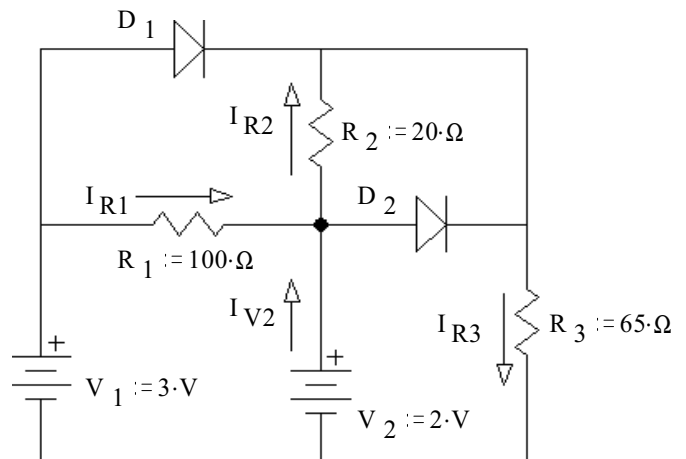 D 1
I R2
R 2 := 20·Ω
I R1
D 2
R 1 := 100·Ω
I V2
I R3
R 3 := 65·Ω
+
V 1 := 3·V
+
V 2 := 2·V